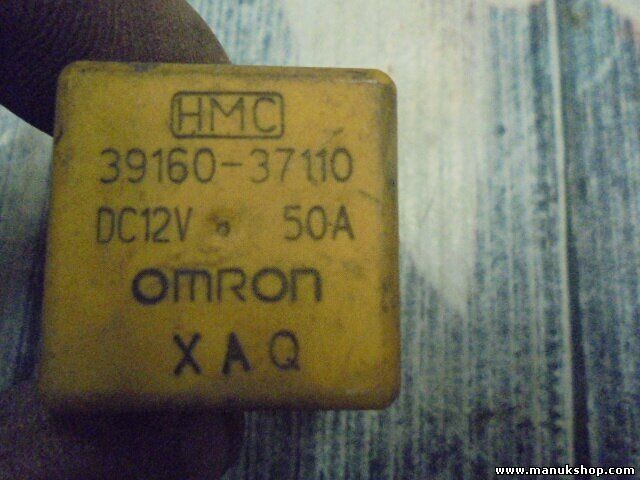 HMC
39160-37110
DC12V 50A
OMRON
XAQ
www.manukshop.com